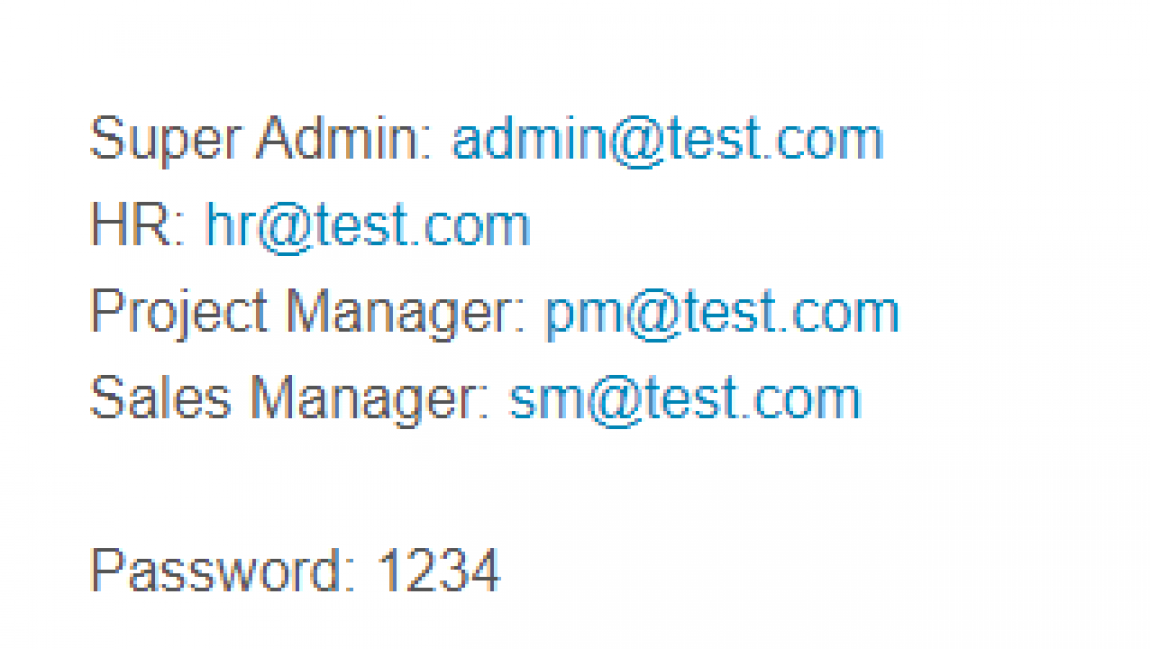 Super Admin: admin@test.com
HR: hr@test.com
Project Manager: pm@test.com
Sales Manager: sm@test.com
Password: 1234